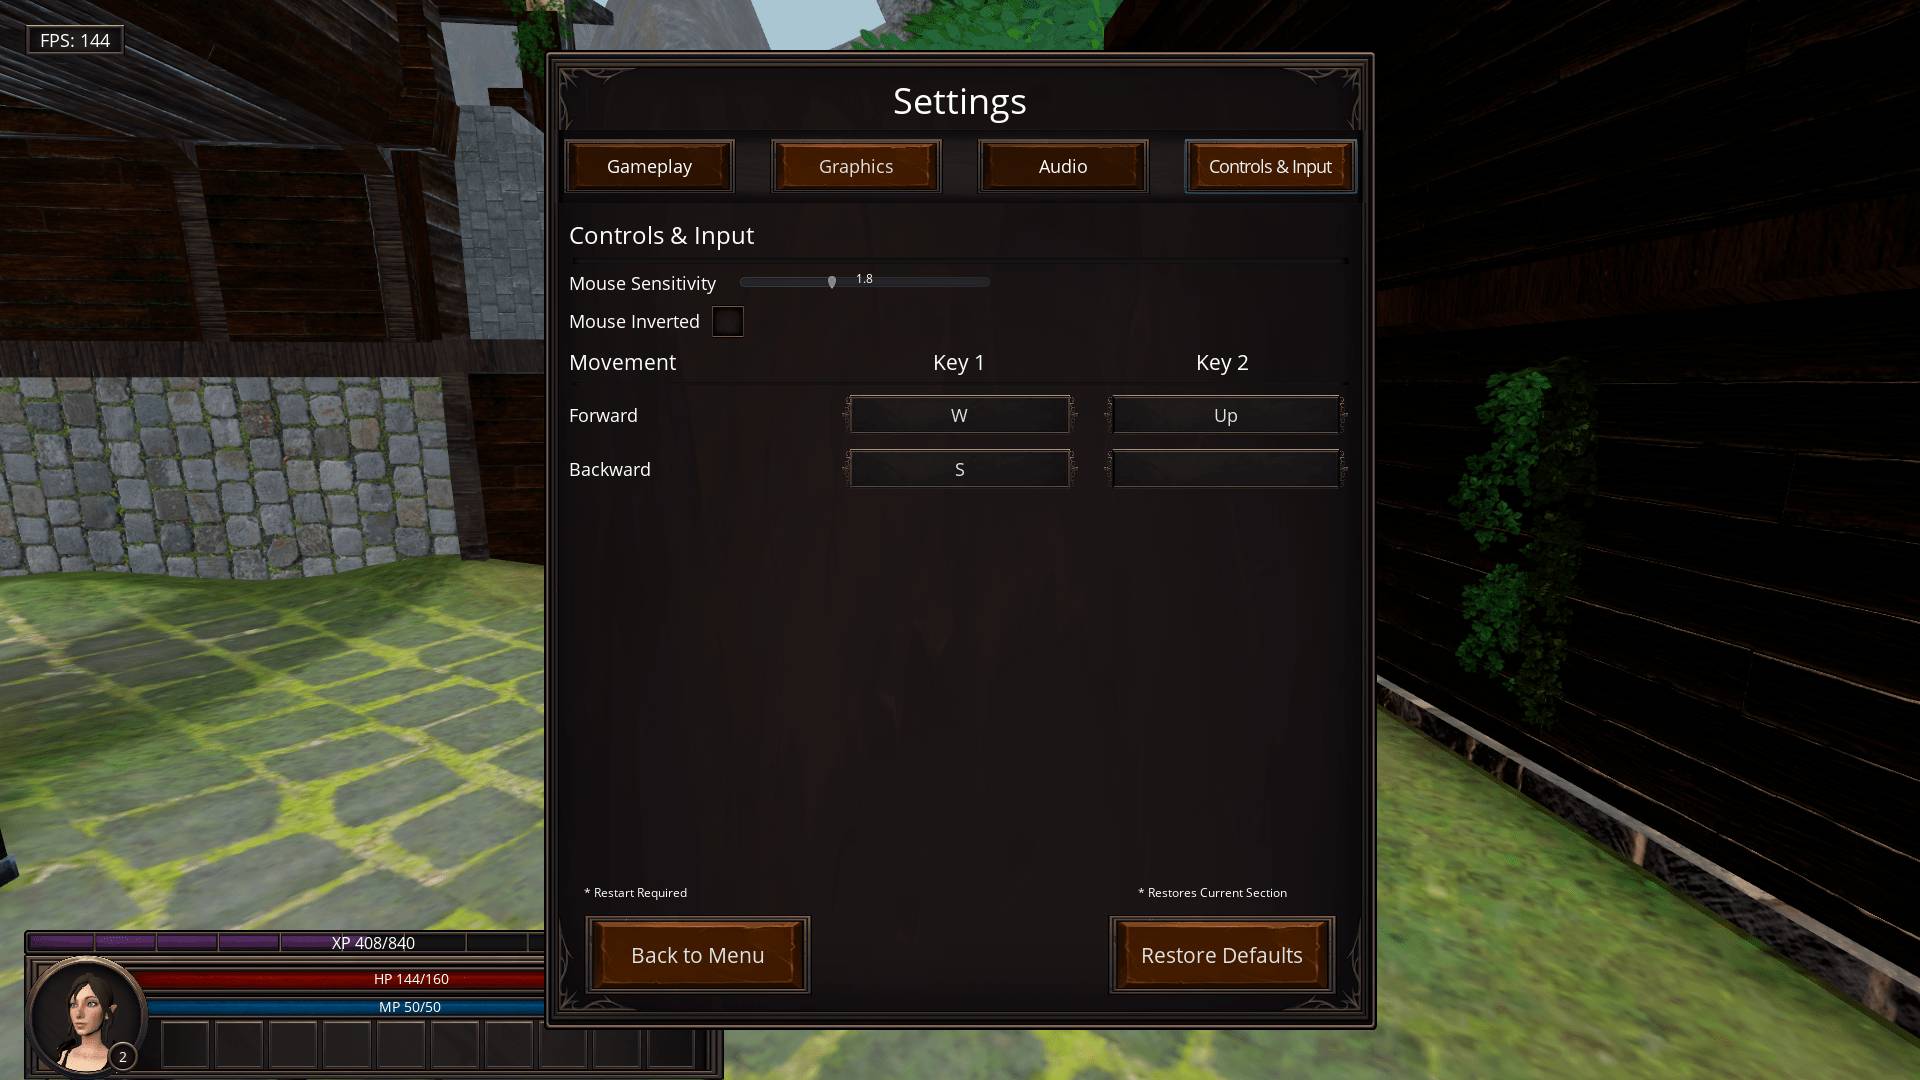 FPS: 144
Settings
Gameplay
Graphics
Audio
Controls & Input
Controls & Input
Mouse Sensitivity 1.8
Mouse Inverted
Movement Key 1 Key 2
Forward W Up
Backward S
* Restart Required
* Restores Current Section
Back to Menu
Restore Defaults
XP 408/840
HP 144/160
MP 50/50
2